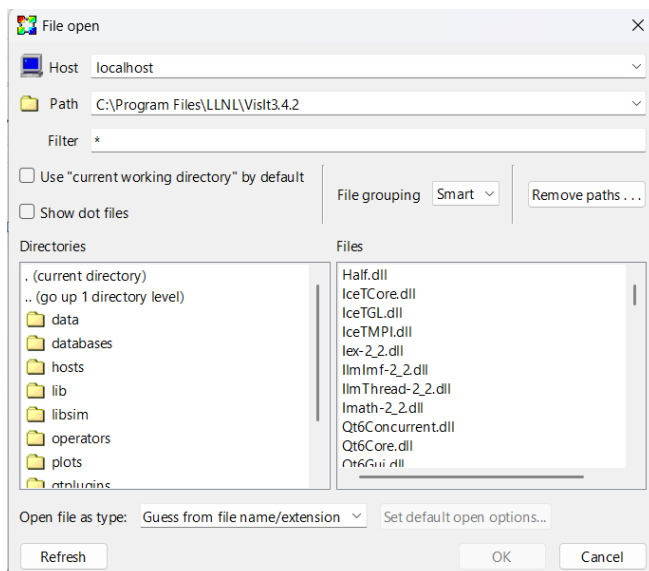 File open
Host localhost
Path C:\Program Files\LLNL\VisIt3.4.2
Filter *
Use "current working directory" by default
Show dot files
File grouping Smart
Remove paths . . .
Directories
. (current directory)
.. (go up 1 directory level)
data
databases
hosts
lib
libsim
operators
plots
qtplugins
Files
Half.dll
IceTCore.dll
IceTGL.dll
IceTMPI.dll
Iex-2_2.dll
IlmImf-2_2.dll
IlmThread-2_2.dll
Imath-2_2.dll
Qt6Concurrent.dll
Qt6Core.dll
Qt6Gui.dll
Open file as type: Guess from file name/extension Set default open options...
Refresh OK Cancel